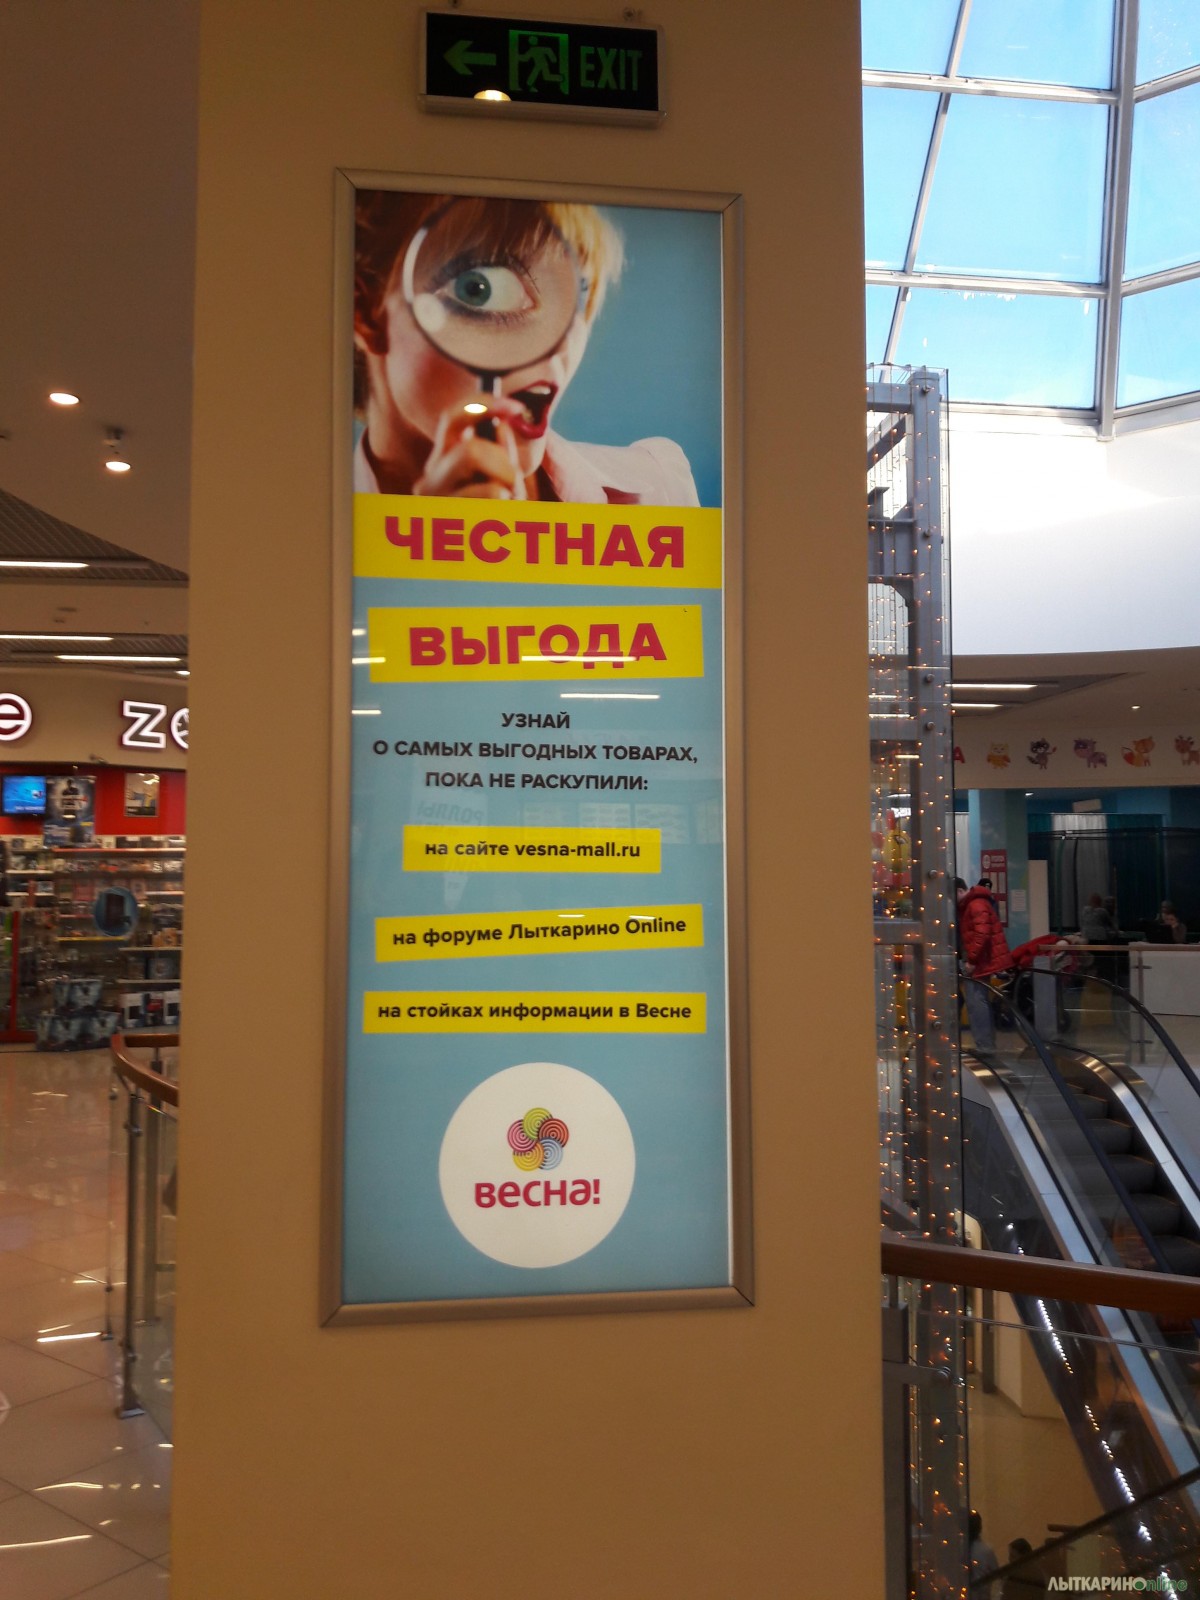 EXIT
ЧЕСТНАЯ
ВЫГОДА
УЗНАЙ
О САМЫХ ВЫГОДНЫХ ТОВАРАХ,
ПОКА НЕ РАСКУПИЛИ:
на сайте vesna-mall.ru
на форуме Лыткарино Online
на стойках информации в Весне
весна!
ЛЫТКАРИНОnline